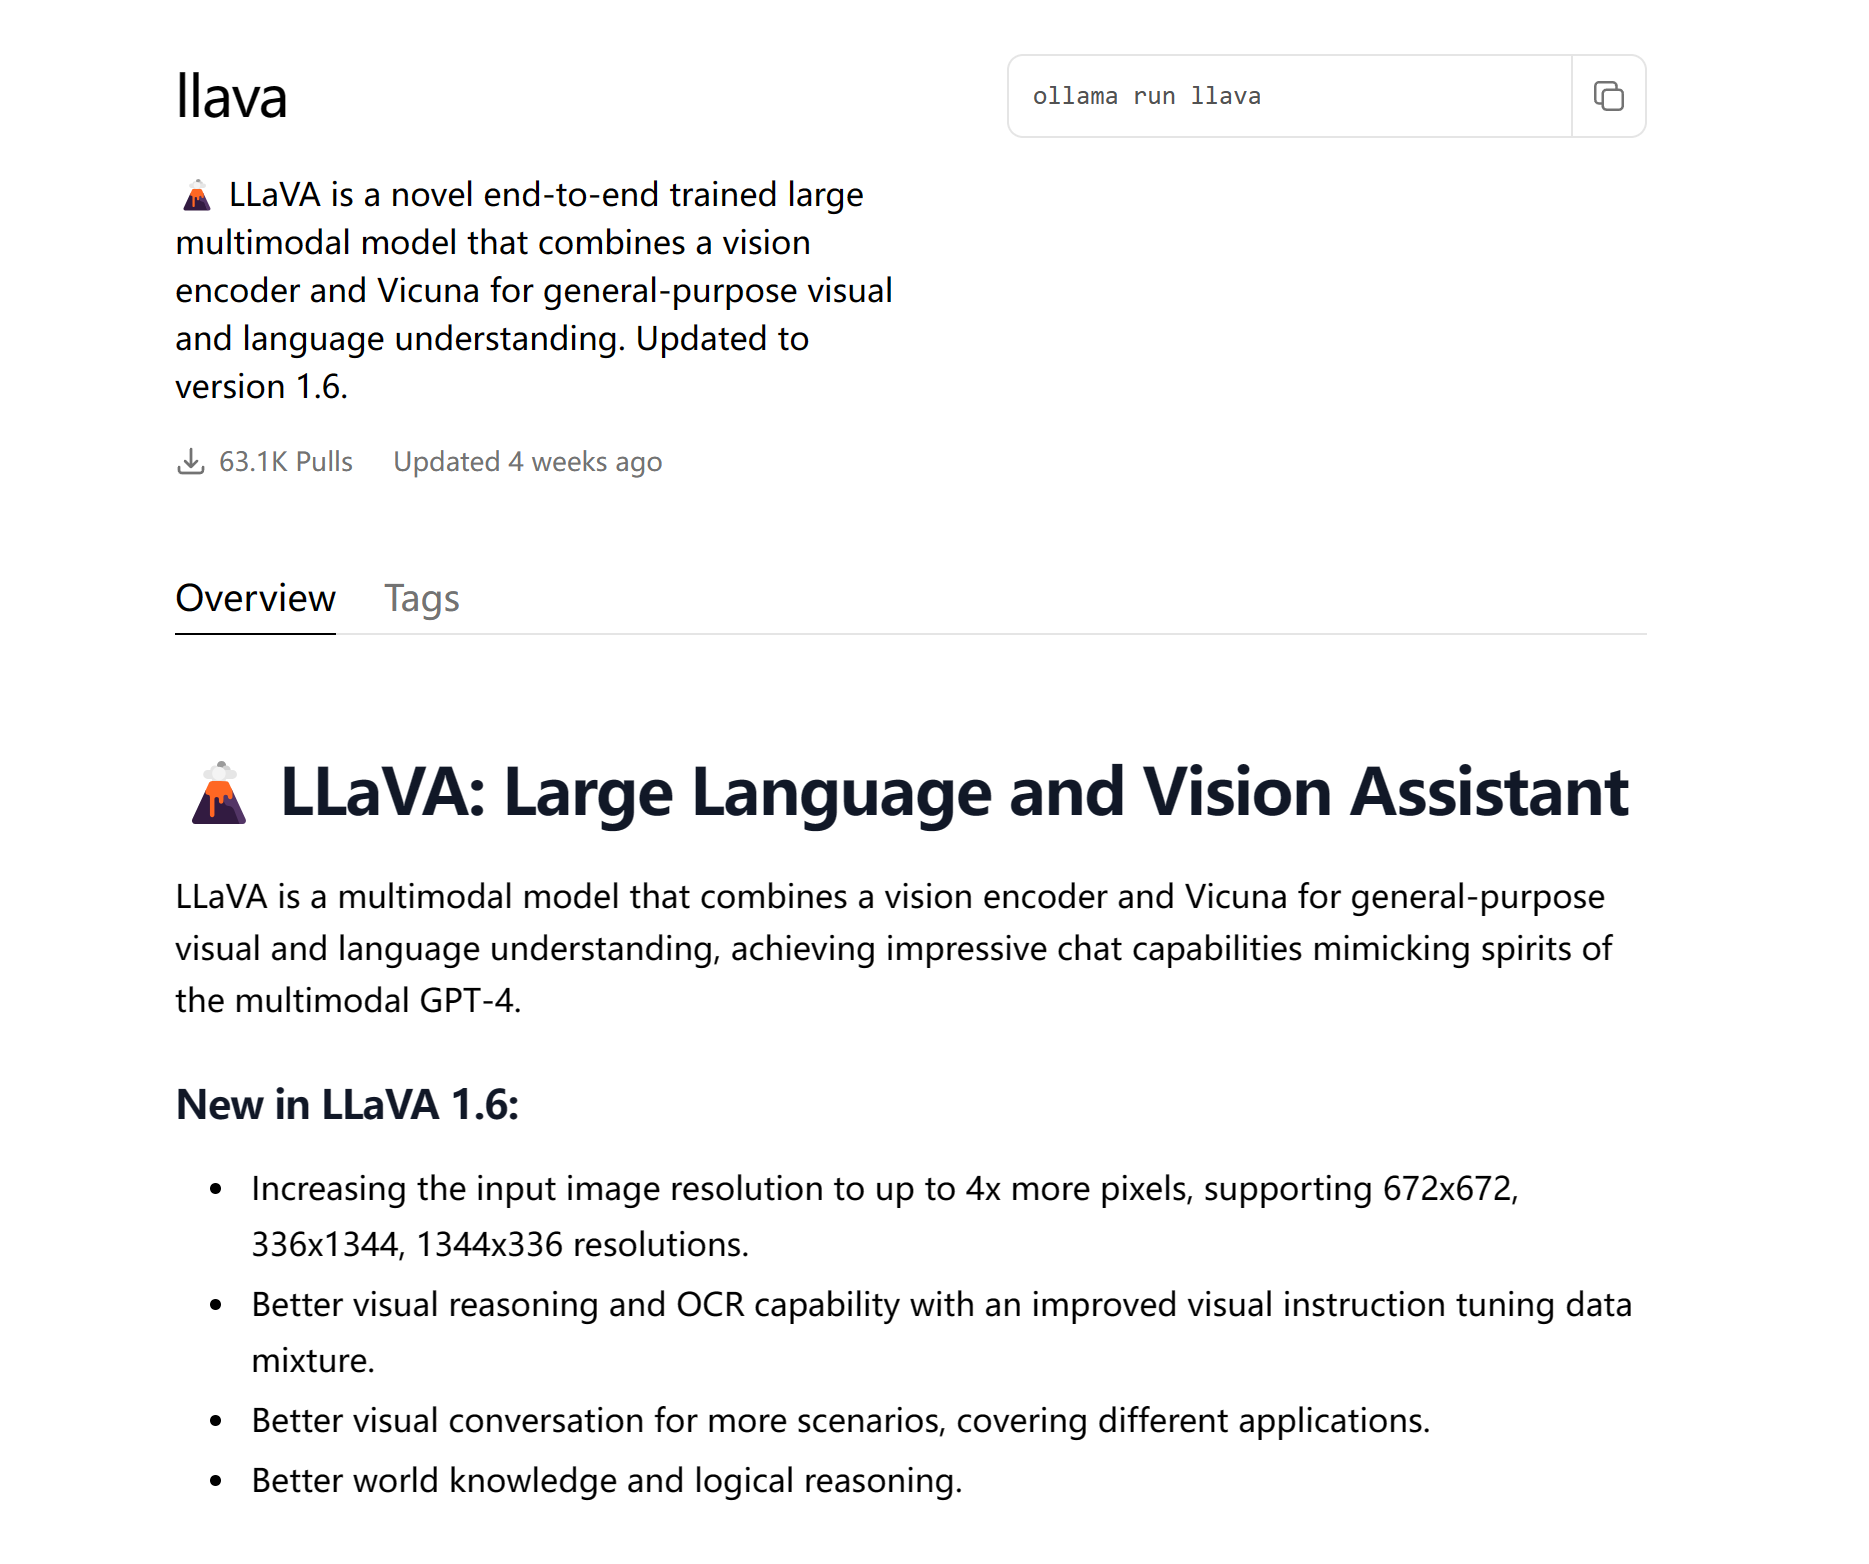 llava
ollama run llava
🌋 LLaVA is a novel end-to-end trained large
multimodal model that combines a vision
encoder and Vicuna for general-purpose visual
and language understanding. Updated to
version 1.6.
63.1K Pulls Updated 4 weeks ago
Overview Tags
🌋 LLaVA: Large Language and Vision Assistant
LLaVA is a multimodal model that combines a vision encoder and Vicuna for general-purpose
visual and language understanding, achieving impressive chat capabilities mimicking spirits of
the multimodal GPT-4.
New in LLaVA 1.6:
• Increasing the input image resolution to up to 4x more pixels, supporting 672x672,
336x1344, 1344x336 resolutions.
• Better visual reasoning and OCR capability with an improved visual instruction tuning data
mixture.
• Better visual conversation for more scenarios, covering different applications.
• Better world knowledge and logical reasoning.